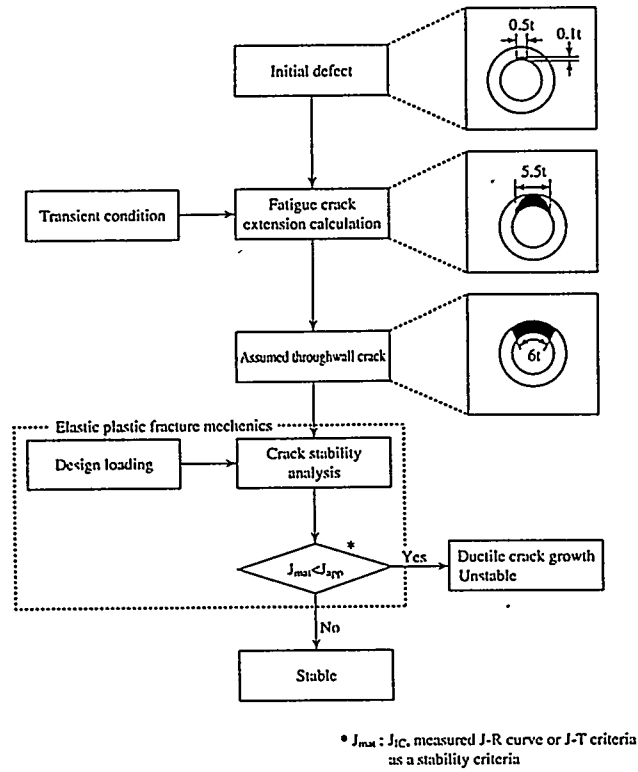 0.5t
0.1t
Initial defect
5.5t
Transient condition
Fatigue crack
extension calculation
Assumed throughwall crack
6t
Elastic plastic fracture mechenics
Design loading
Crack stability
analysis
*
Jmat<Japp
Yes
Ductile crack growth
Unstable
No
Stable
* Jmat : JIC, measured J-R curve or J-T criteria
as a stability criteria